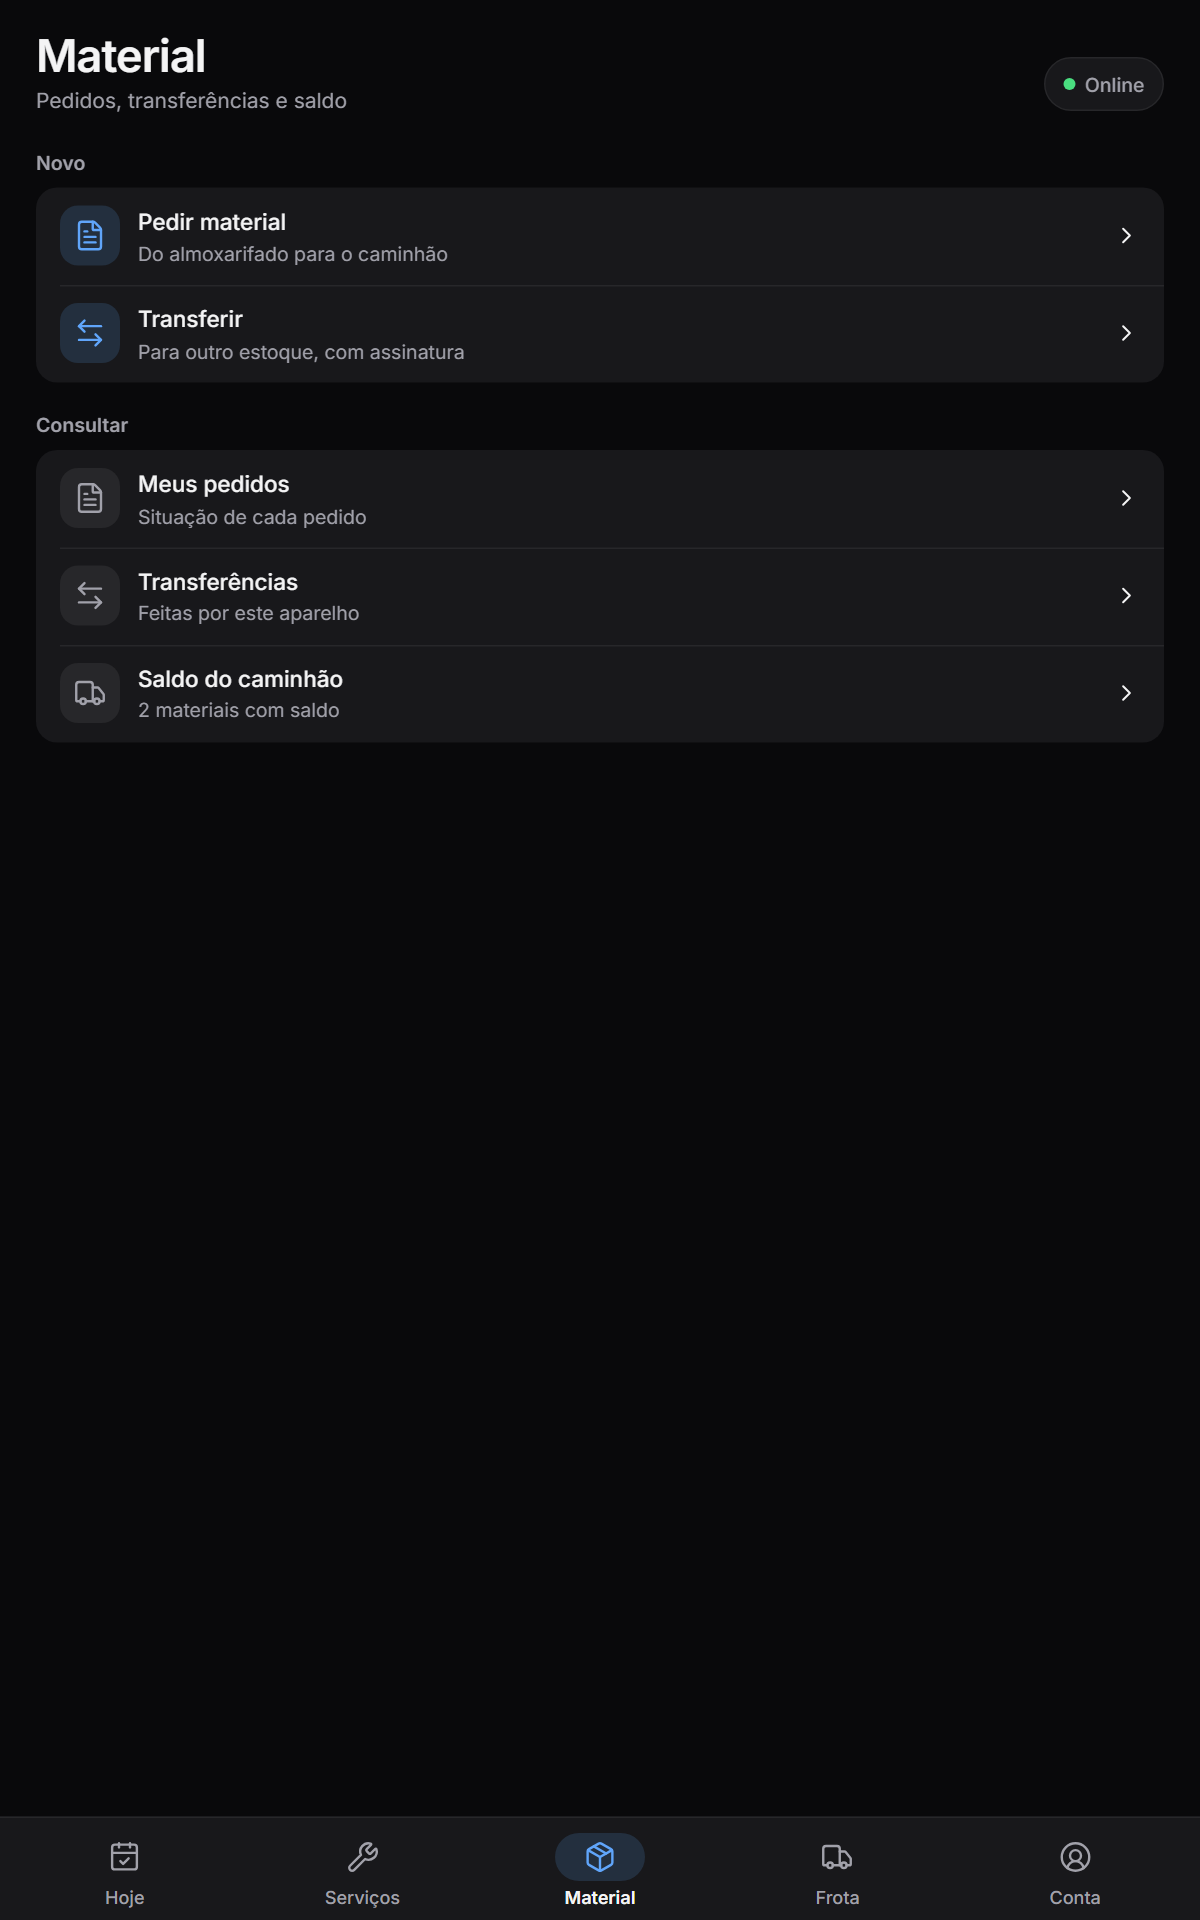 Material
Pedidos, transferências e saldo
Online
Novo
Pedir material
Do almoxarifado para o caminhão
Transferir
Para outro estoque, com assinatura
Consultar
Meus pedidos
Situação de cada pedido
Transferências
Feitas por este aparelho
Saldo do caminhão
2 materiais com saldo
Hoje
Serviços
Material
Frota
Conta